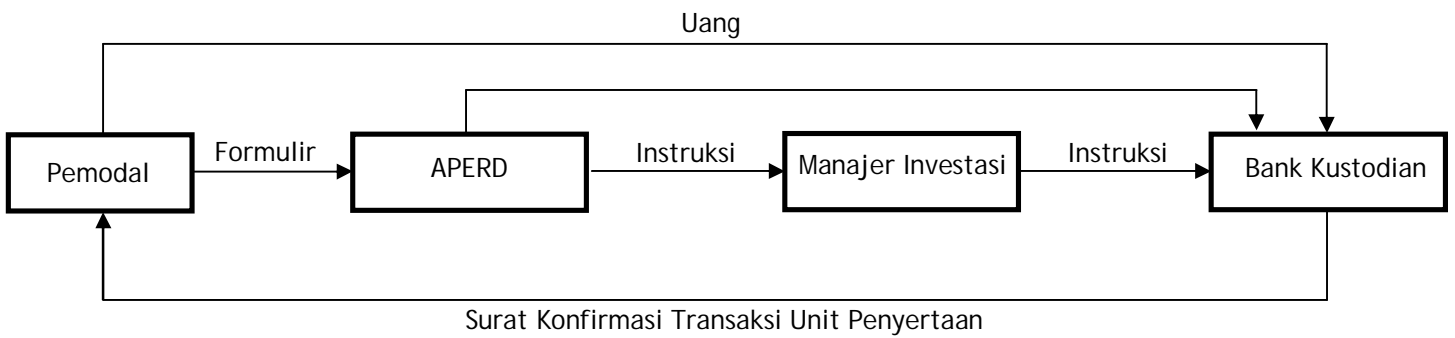 Uang
Formulir
Instruksi
Instruksi
Pemodal
APERD
Manajer Investasi
Bank Kustodian
Surat Konfirmasi Transaksi Unit Penyertaan